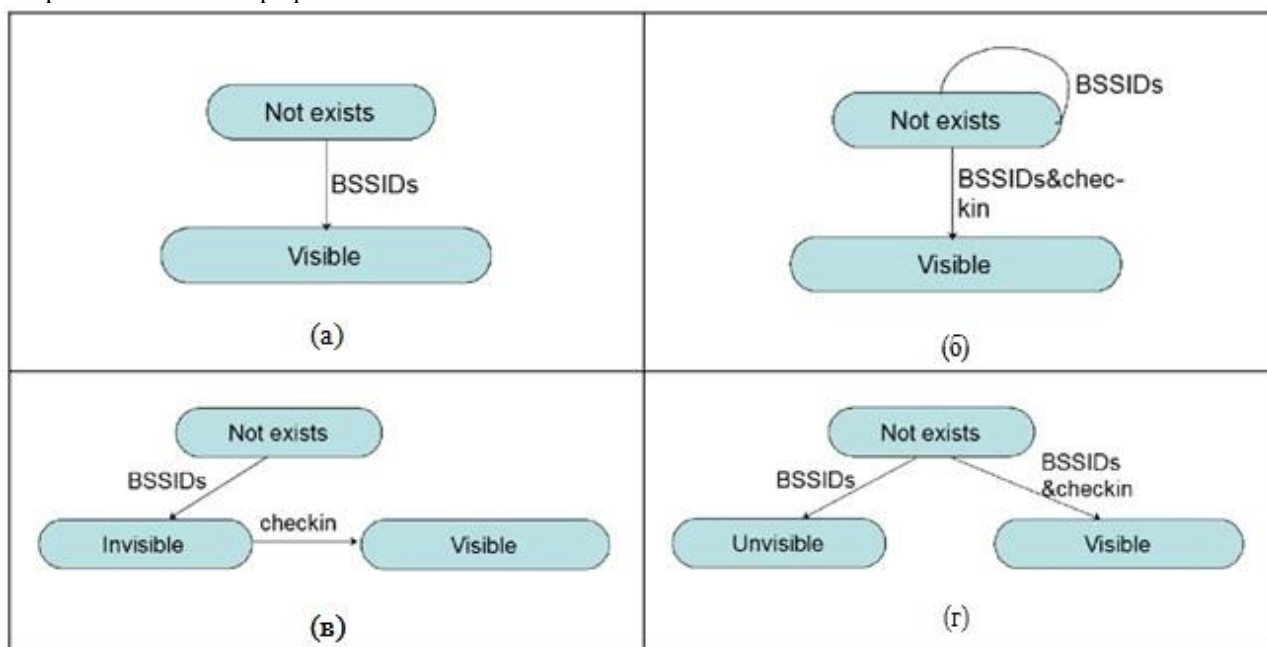 Not exists
BSSIDs
Visible
(а)
BSSIDs
Not exists
BSSIDs&chec-
kin
Visible
(б)
Not exists
BSSIDs
checkin
Invisible
Visible
(в)
Not exists
BSSIDs
BSSIDs
&checkin
Unvisible
Visible
(г)